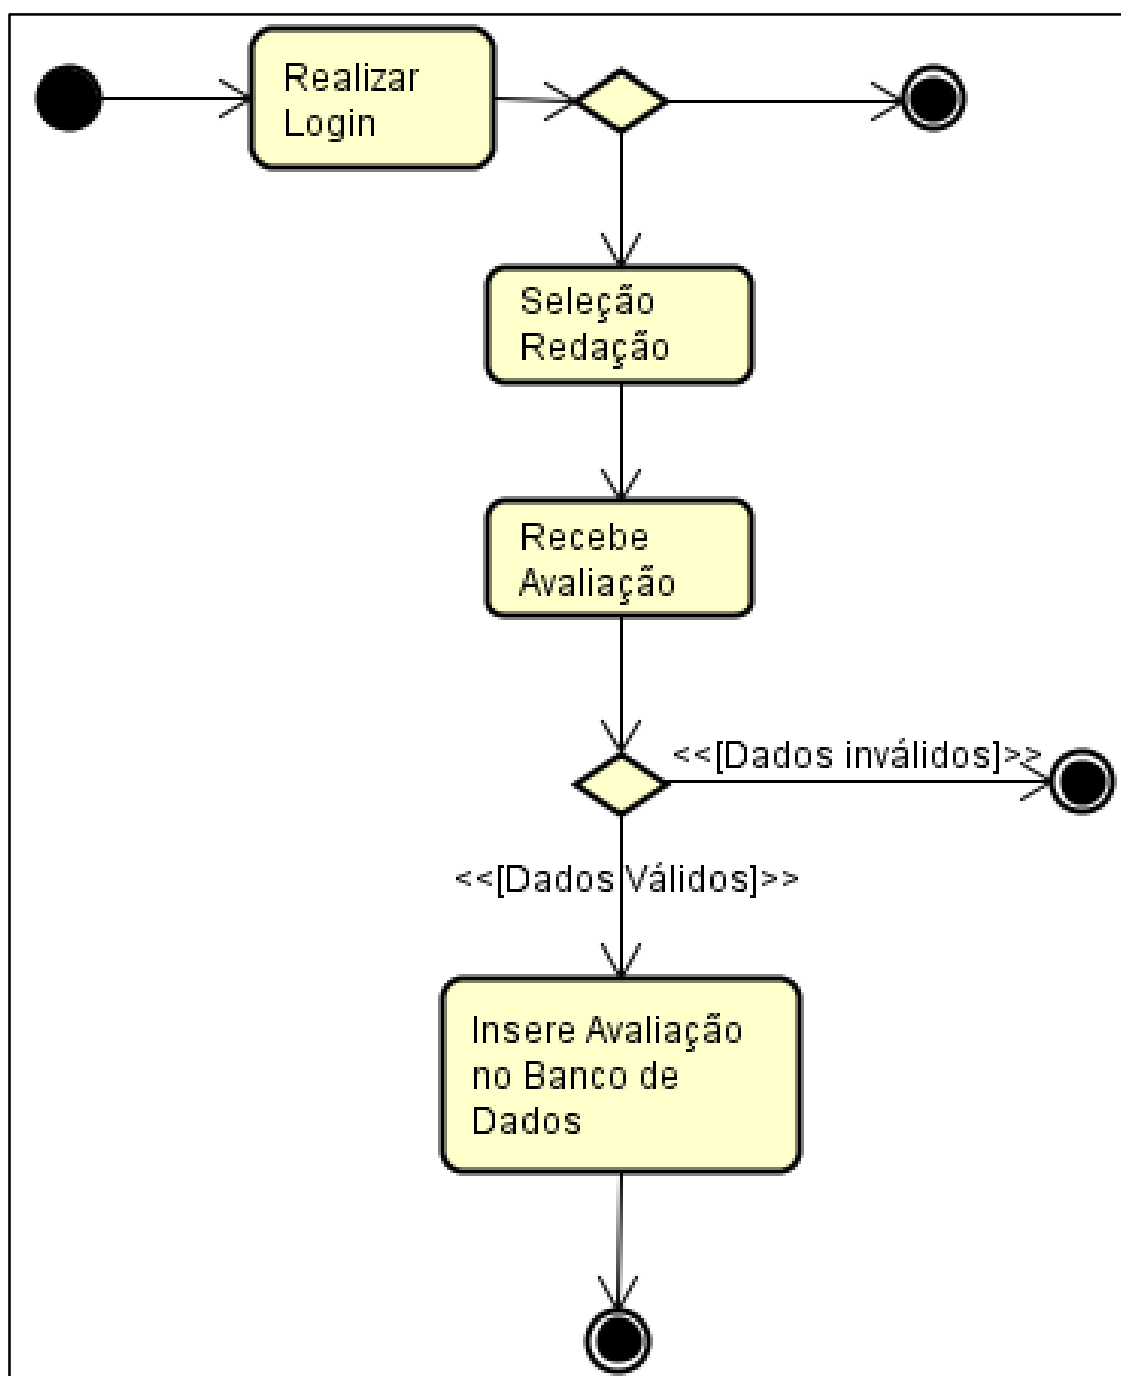 Realizar
Login
Seleção
Redação
Recebe
Avaliação
<<[Dados inválidos]>>
<<[Dados Válidos]>>
Insere Avaliação
no Banco de
Dados